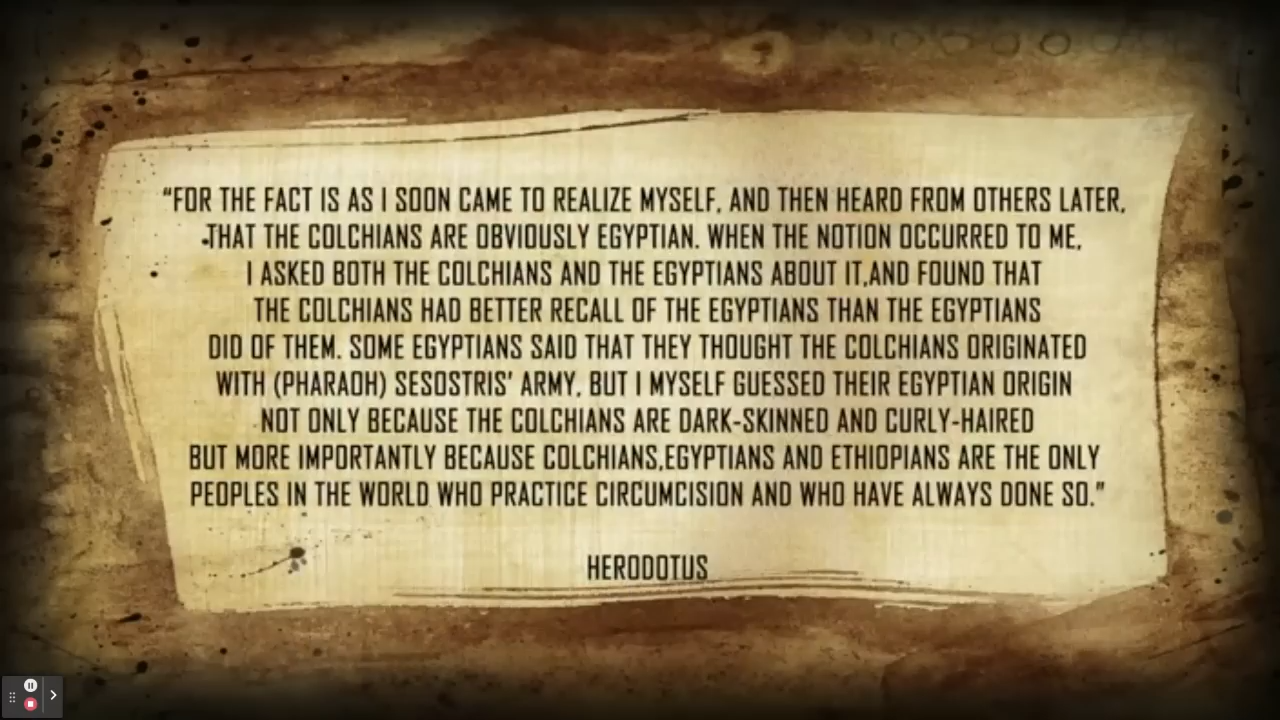 “FOR THE FACT IS AS I SOON CAME TO REALIZE MYSELF, AND THEN HEARD FROM OTHERS LATER,
THAT THE COLCHIANS ARE OBVIOUSLY EGYPTIAN. WHEN THE NOTION OCCURRED TO ME,
I ASKED BOTH THE COLCHIANS AND THE EGYPTIANS ABOUT IT,AND FOUND THAT
THE COLCHIANS HAD BETTER RECALL OF THE EGYPTIANS THAN THE EGYPTIANS
DID OF THEM. SOME EGYPTIANS SAID THAT THEY THOUGHT THE COLCHIANS ORIGINATED
WITH (PHARAOH) SESOSTRIS’ ARMY, BUT I MYSELF GUESSED THEIR EGYPTIAN ORIGIN
NOT ONLY BECAUSE THE COLCHIANS ARE DARK-SKINNED AND CURLY-HAIRED
BUT MORE IMPORTANTLY BECAUSE COLCHIANS,EGYPTIANS AND ETHIOPIANS ARE THE ONLY
PEOPLES IN THE WORLD WHO PRACTICE CIRCUMCISION AND WHO HAVE ALWAYS DONE SO.”
HERODOTUS